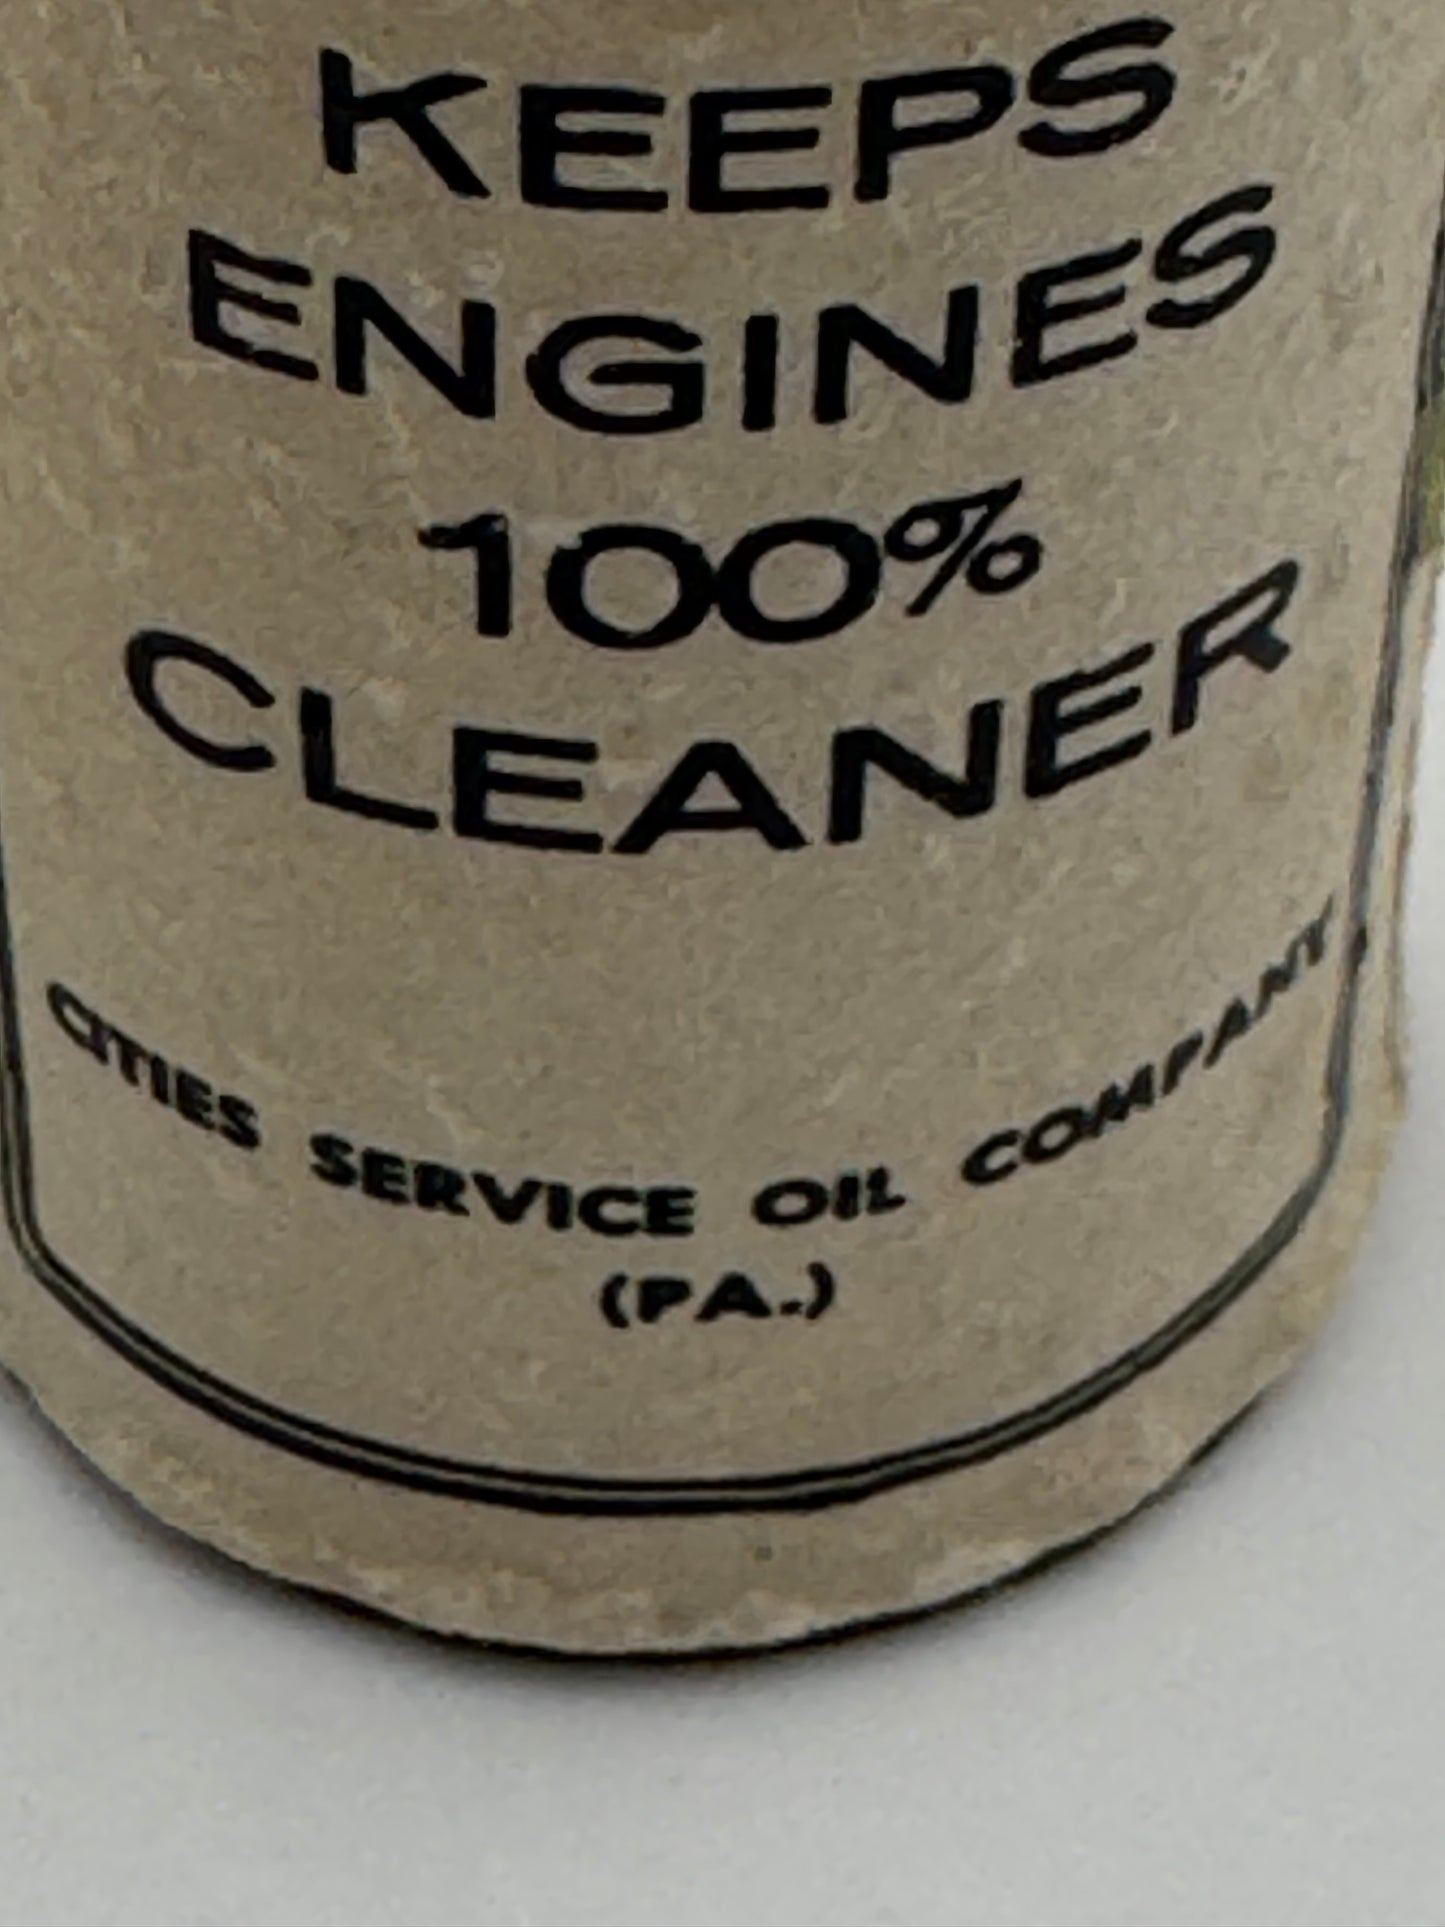 KEEPS
ENGINES
100%
CLEANER
CITIES SERVICE OIL COMPANY
(PA.)